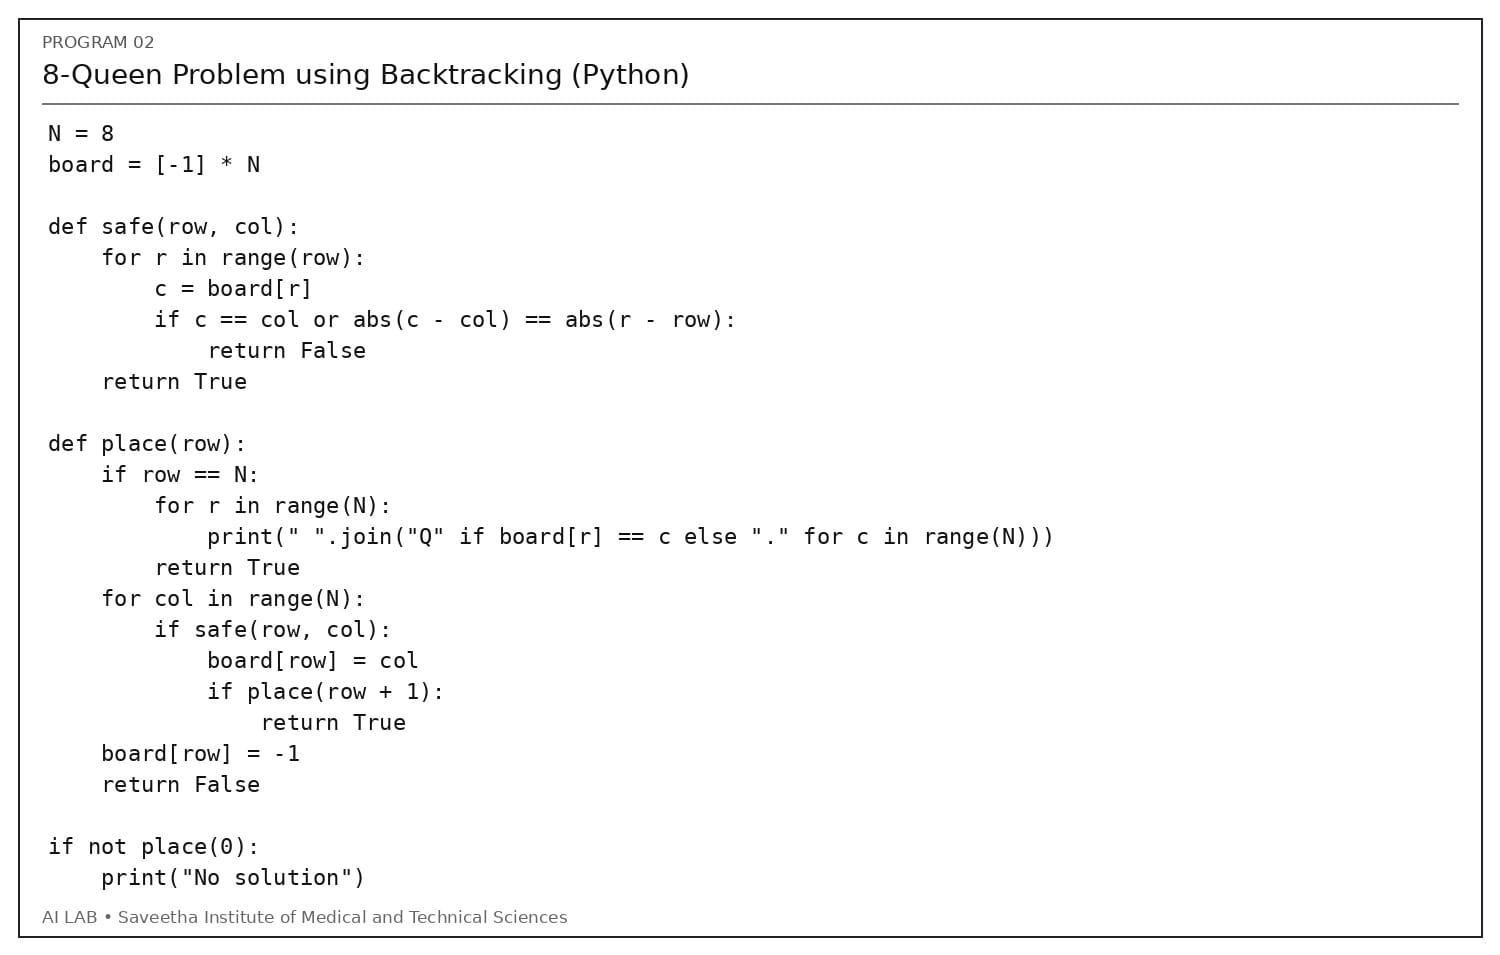 PROGRAM 02
8-Queen Problem using Backtracking (Python)
N = 8
board = [-1] * N

def safe(row, col):
    for r in range(row):
        c = board[r]
        if c == col or abs(c - col) == abs(r - row):
            return False
    return True

def place(row):
    if row == N:
        for r in range(N):
            print(" ".join("Q" if board[r] == c else "." for c in range(N)))
        return True
    for col in range(N):
        if safe(row, col):
            board[row] = col
            if place(row + 1):
                return True
    board[row] = -1
    return False

if not place(0):
    print("No solution")
AI LAB • Saveetha Institute of Medical and Technical Sciences